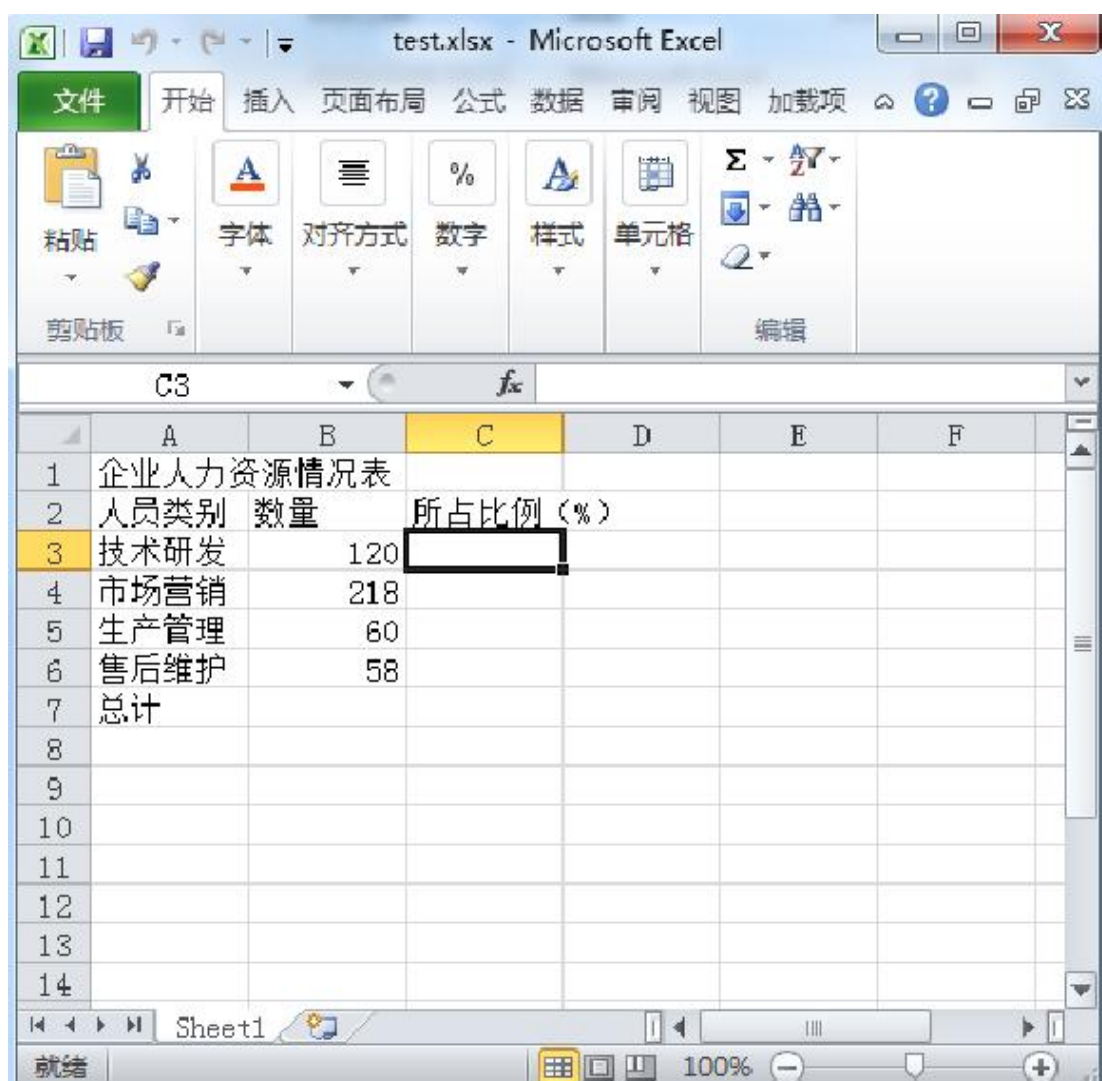 test.xlsx - Microsoft Excel
文件 开始 插入 页面布局 公式 数据 审阅 视图 加载项
粘贴 字体 对齐方式 % 数字 样式 单元格 Σ
剪贴板 编辑
C3 fx
A B C D E F
1 企业人力资源情况表
2 人员类别 数量 所占比例（%）
3 技术研发 120
4 市场营销 218
5 生产管理 60
6 售后维护 58
7 总计
8
9
10
11
12
13
14
Sheet1
就绪 100%